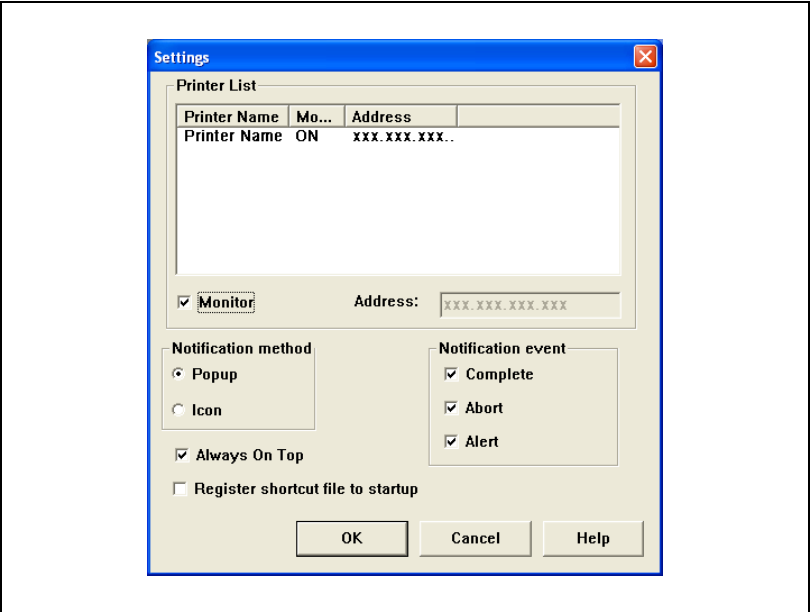 Settings
Printer List
Printer Name Mo... Address
Printer Name ON xxx.xxx.xxx..
Monitor Address: xxx.xxx.xxx.xxx
Notification method Notification event
Popup Complete
Icon Abort
Alert
Always On Top
Register shortcut file to startup
OK Cancel Help